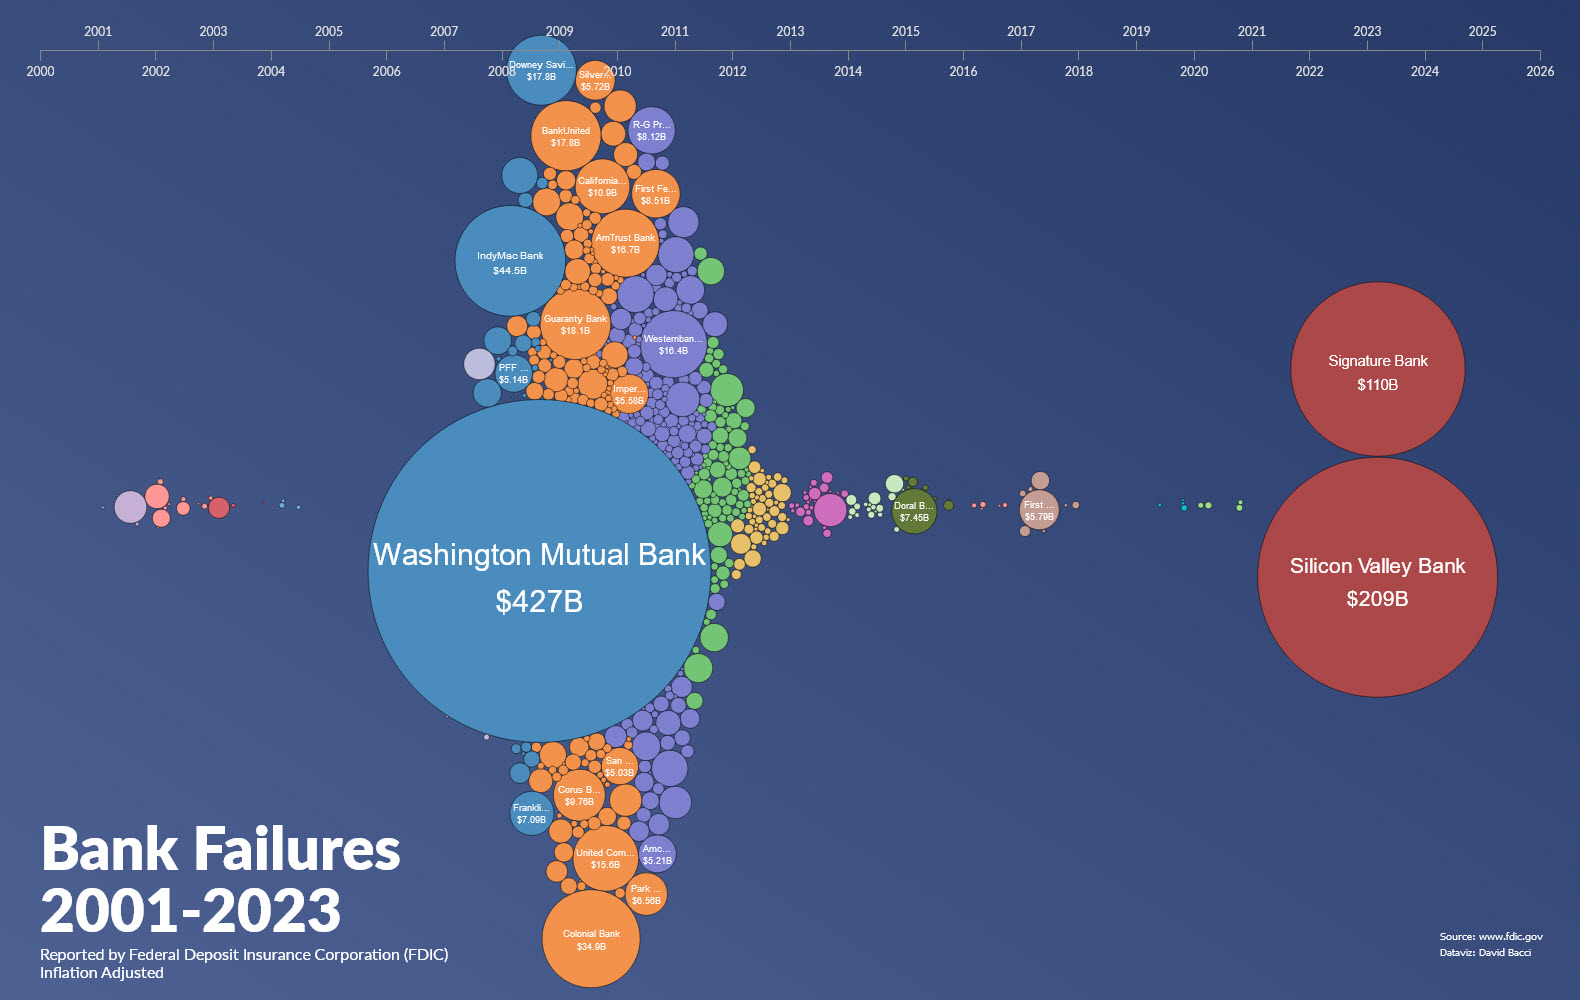 2001 2003 2005 2007 2009 2011 2013 2015 2017 2019 2021 2023 2025
2000 2002 2004 2006 2008 2010 2012 2014 2016 2018 2020 2022 2024 2026
Downey Savi...
$17.8B
Silver...
$5.72B
BankUnited
$17.8B
R-G Pr...
$8.12B
California...
$10.9B
First Fe...
$8.51B
AmTrust Bank
$16.7B
IndyMac Bank
$44.5B
Guaranty Bank
$18.1B
Westernban...
$16.4B
PFF ...
$5.14B
Imper...
$5.58B
Signature Bank
$110B
Doral B...
$7.45B
First ...
$5.79B
Washington Mutual Bank
$427B
Silicon Valley Bank
$209B
San ...
$5.03B
Corus B...
$9.76B
Frankli...
$7.09B
United Com...
$15.6B
Amc...
$5.21B
Park ...
$6.56B
Colonial Bank
$34.9B
Bank Failures
2001-2023
Reported by Federal Deposit Insurance Corporation (FDIC)
Inflation Adjusted
Source: www.fdic.gov
Dataviz: David Bacci